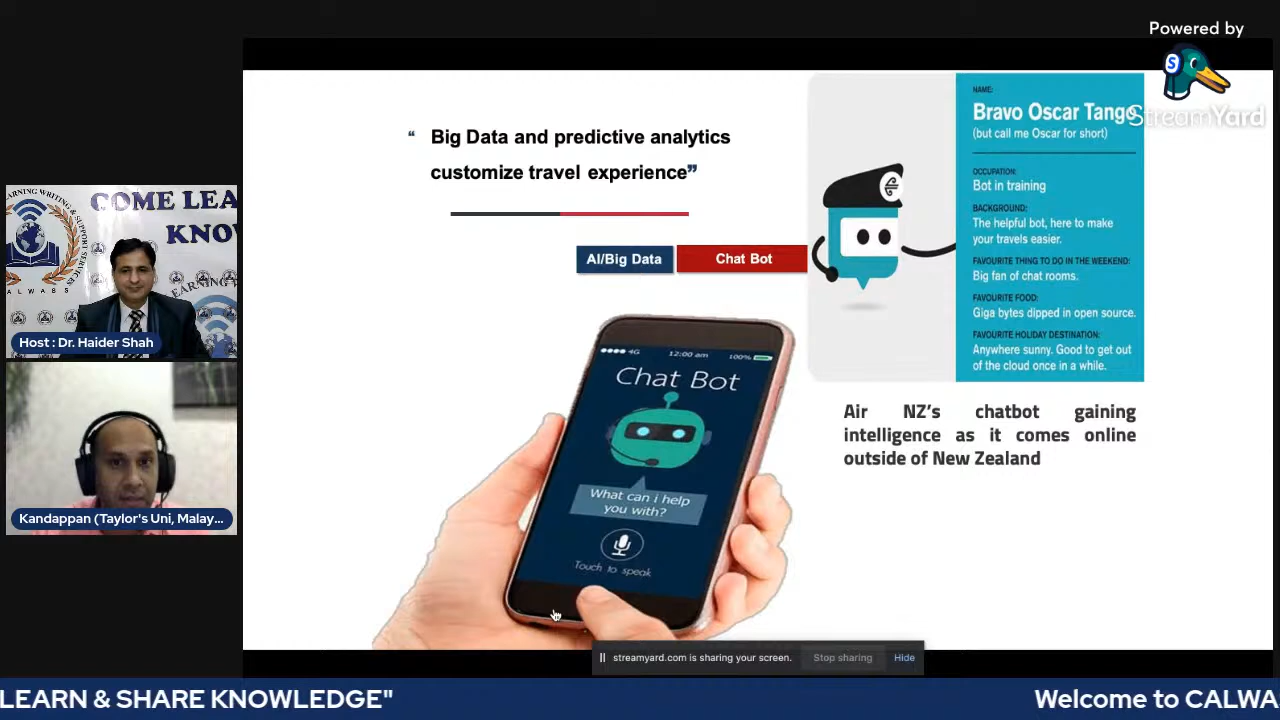 Powered by
StreamYard
“ Big Data and predictive analytics
customize travel experience”
AI/Big Data
Chat Bot
NAME:
Bravo Oscar Tango
(but call me Oscar for short)
OCCUPATION:
Bot in training
BACKGROUND:
The helpful bot, here to make
your travels easier.
FAVOURITE THING TO DO IN THE WEEKEND:
Big fan of chat rooms.
FAVOURITE FOOD:
Giga bytes dipped in open source.
FAVOURITE HOLIDAY DESTINATION:
Anywhere sunny. Good to get out
of the cloud once in a while.
Air NZ’s chatbot gaining
intelligence as it comes online
outside of New Zealand
4G 12:00 am 100%
Chat Bot
What can i help
you with?
Touch to speak
COME LEA
KNO
Host : Dr. Haider Shah
Kandappan (Taylor's Uni, Malay...
streamyard.com is sharing your screen. Stop sharing Hide
LEARN & SHARE KNOWLEDGE" Welcome to CALWA